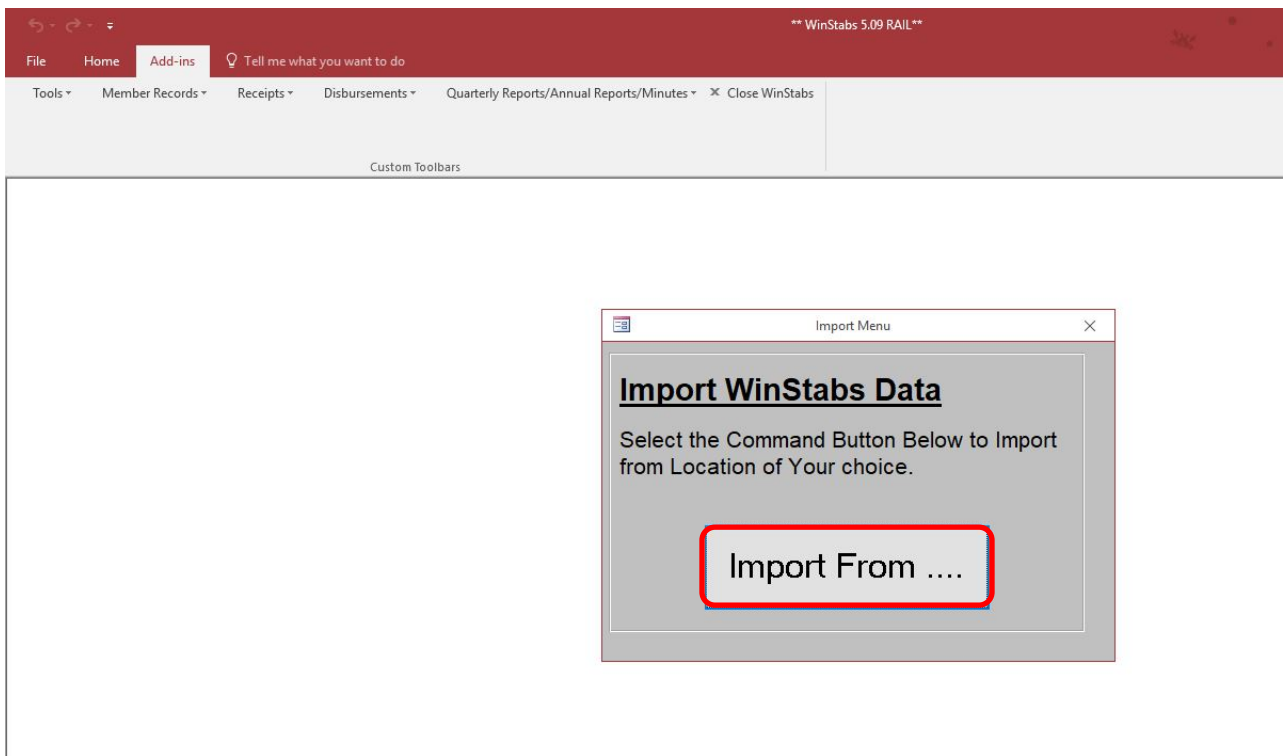 ** WinStabs 5.09 RAIL**
File Home Add-ins Tell me what you want to do
Tools Member Records Receipts Disbursements Quarterly Reports/Annual Reports/Minutes Close WinStabs
Custom Toolbars
Import Menu
Import WinStabs Data
Select the Command Button Below to Import
from Location of Your choice.
Import From ....